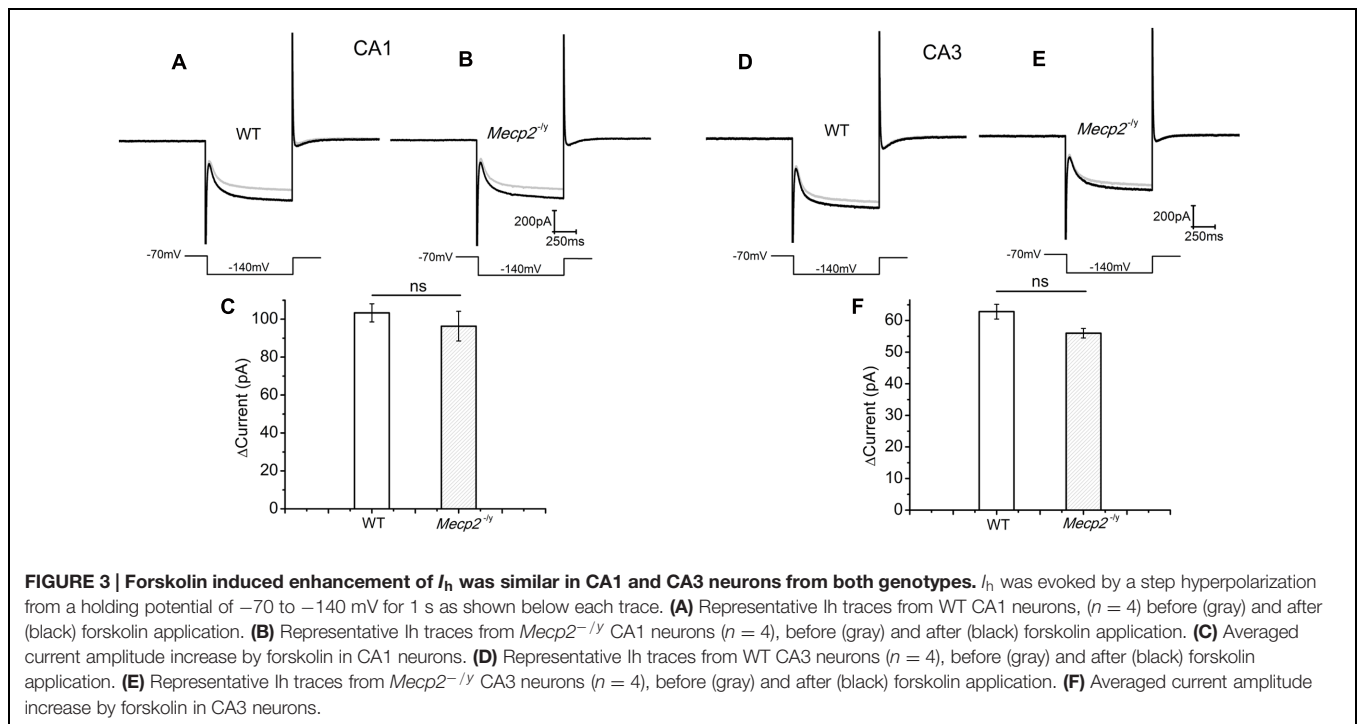 CA1
CA3
A
B
D
E
WT
Mecp2-/y
WT
Mecp2-/y
200pA
250ms
200pA
250ms
-70mV
-140mV
-70mV
-140mV
-70mV
-140mV
-70mV
-140mV
C
ns
100
80
60
40
20
0
ΔCurrent (pA)
WT
Mecp2-/y
F
ns
60
50
40
30
20
10
0
ΔCurrent (pA)
WT
Mecp2-/y
FIGURE 3 | Forskolin induced enhancement of Ih was similar in CA1 and CA3 neurons from both genotypes. Ih was evoked by a step hyperpolarization
from a holding potential of −70 to −140 mV for 1 s as shown below each trace. (A) Representative Ih traces from WT CA1 neurons, (n = 4) before (gray) and after
(black) forskolin application. (B) Representative Ih traces from Mecp2−/y CA1 neurons (n = 4), before (gray) and after (black) forskolin application. (C) Averaged
current amplitude increase by forskolin in CA1 neurons. (D) Representative Ih traces from WT CA3 neurons (n = 4), before (gray) and after (black) forskolin
application. (E) Representative Ih traces from Mecp2−/y CA3 neurons (n = 4), before (gray) and after (black) forskolin application. (F) Averaged current amplitude
increase by forskolin in CA3 neurons.